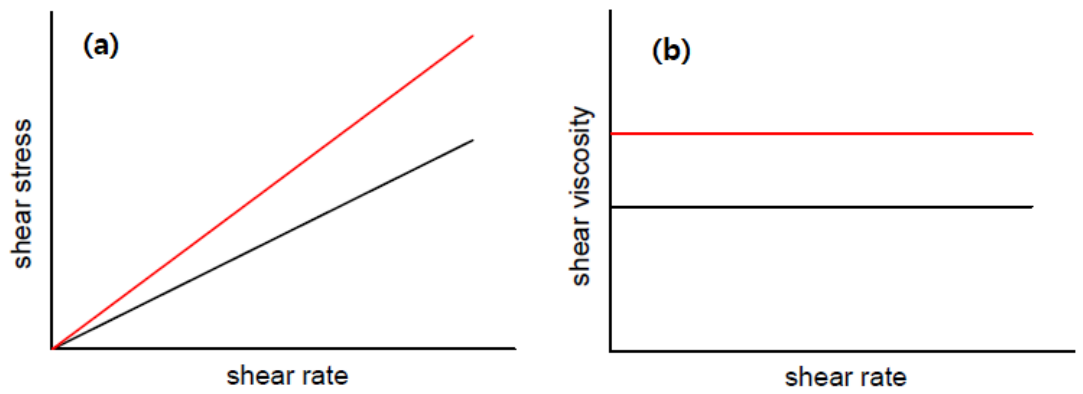 (a)
shear stress
shear rate
(b)
shear viscosity
shear rate